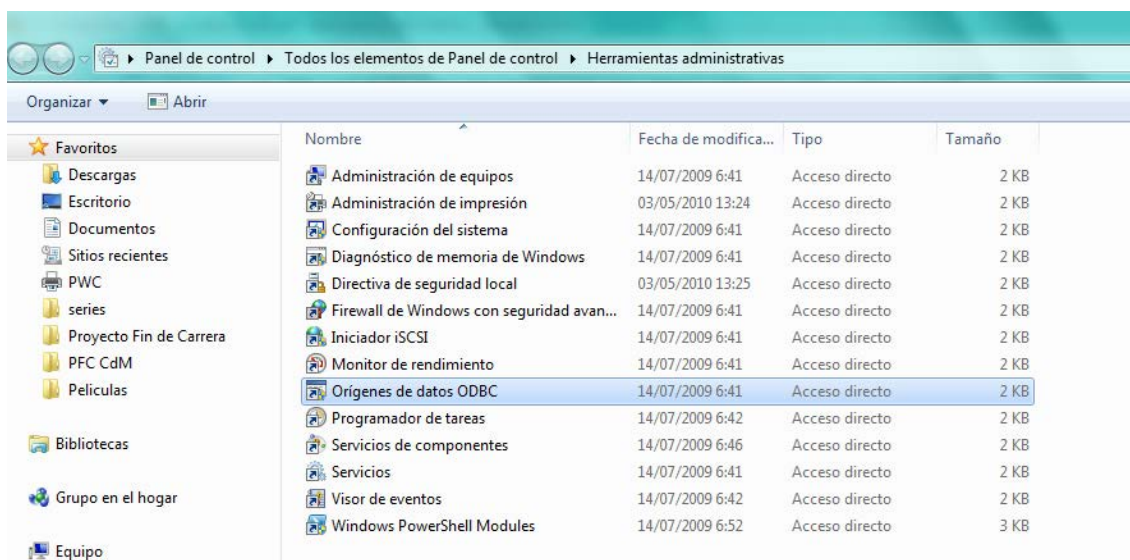 Panel de control ▸ Todos los elementos de Panel de control ▸ Herramientas administrativas
Organizar Abrir
Favoritos
Descargas
Escritorio
Documentos
Sitios recientes
PWC
series
Proyecto Fin de Carrera
PFC CdM
Peliculas
Bibliotecas
Grupo en el hogar
Equipo
Nombre Fecha de modifica... Tipo Tamaño
Administración de equipos 14/07/2009 6:41 Acceso directo 2 KB
Administración de impresión 03/05/2010 13:24 Acceso directo 2 KB
Configuración del sistema 14/07/2009 6:41 Acceso directo 2 KB
Diagnóstico de memoria de Windows 14/07/2009 6:41 Acceso directo 2 KB
Directiva de seguridad local 03/05/2010 13:25 Acceso directo 2 KB
Firewall de Windows con seguridad avan... 14/07/2009 6:41 Acceso directo 2 KB
Iniciador iSCSI 14/07/2009 6:41 Acceso directo 2 KB
Monitor de rendimiento 14/07/2009 6:41 Acceso directo 2 KB
Orígenes de datos ODBC 14/07/2009 6:41 Acceso directo 2 KB
Programador de tareas 14/07/2009 6:42 Acceso directo 2 KB
Servicios de componentes 14/07/2009 6:46 Acceso directo 2 KB
Servicios 14/07/2009 6:41 Acceso directo 2 KB
Visor de eventos 14/07/2009 6:42 Acceso directo 2 KB
Windows PowerShell Modules 14/07/2009 6:52 Acceso directo 3 KB